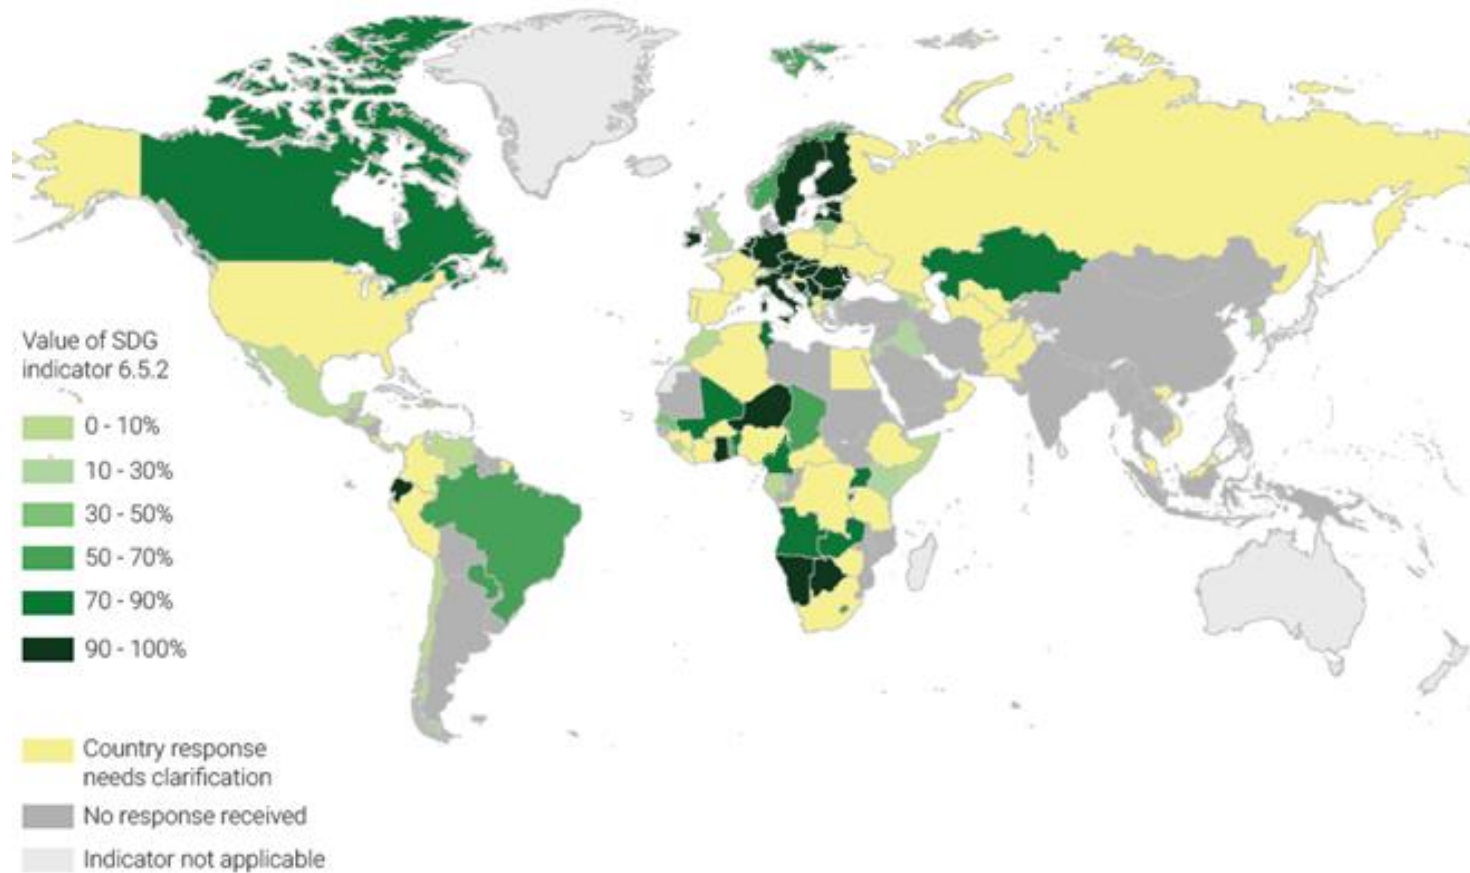 Value of SDG
indicator 6.5.2
0 - 10%
10 - 30%
30 - 50%
50 - 70%
70 - 90%
90 - 100%
Country response
needs clarification
No response received
Indicator not applicable